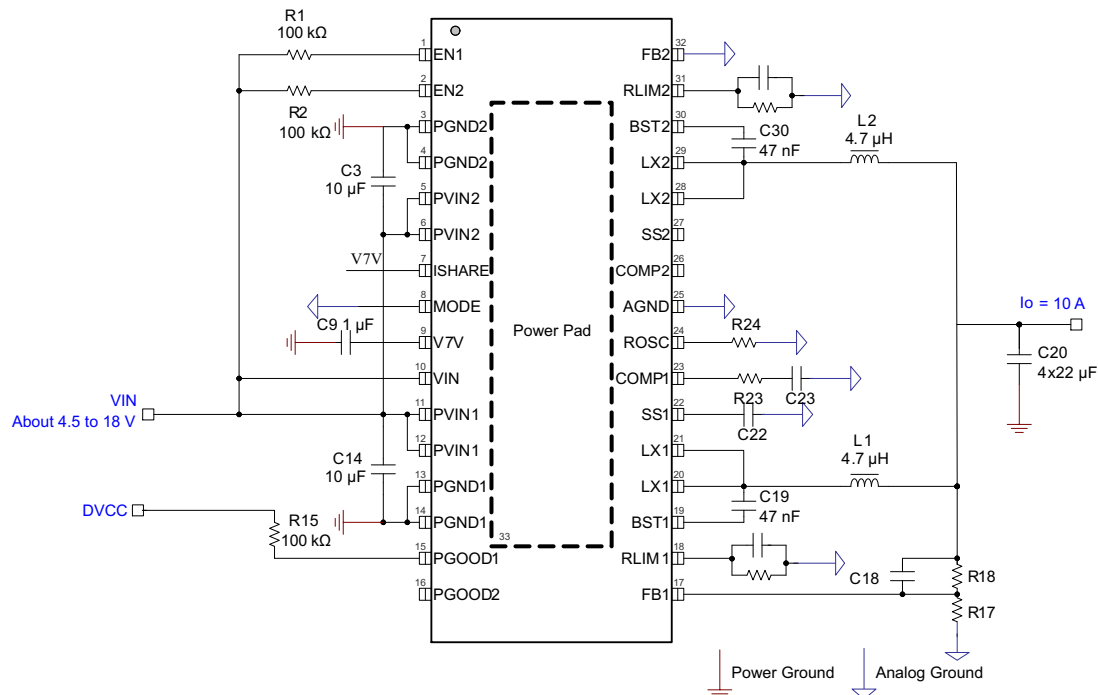 R1
100 kΩ
R2
100 kΩ
C3
10 µF
V7V
C9 1 µF
VIN
About 4.5 to 18 V
C14
10 µF
DVCC
R15
100 kΩ
1 EN1
2 EN2
3 PGND2
4 PGND2
5 PVIN2
6 PVIN2
7 ISHARE
8 MODE
9 V7V
10 VIN
11 PVIN1
12 PVIN1
13 PGND1
14 PGND1
15 PGOOD1
16 PGOOD2
Power Pad
33
FB2 32
RLIM2 31
BST2 30
LX2 29
LX2 28
SS2 27
COMP2 26
AGND 25
ROSC 24
COMP1 23
SS1 22
LX1 21
LX1 20
BST1 19
RLIM1 18
FB1 17
C30
47 nF
L2
4.7 µH
R24
R23
C23
C22
L1
4.7 µH
C19
47 nF
C18
R18
R17
Io = 10 A
C20
4x22 µF
Power Ground
Analog Ground